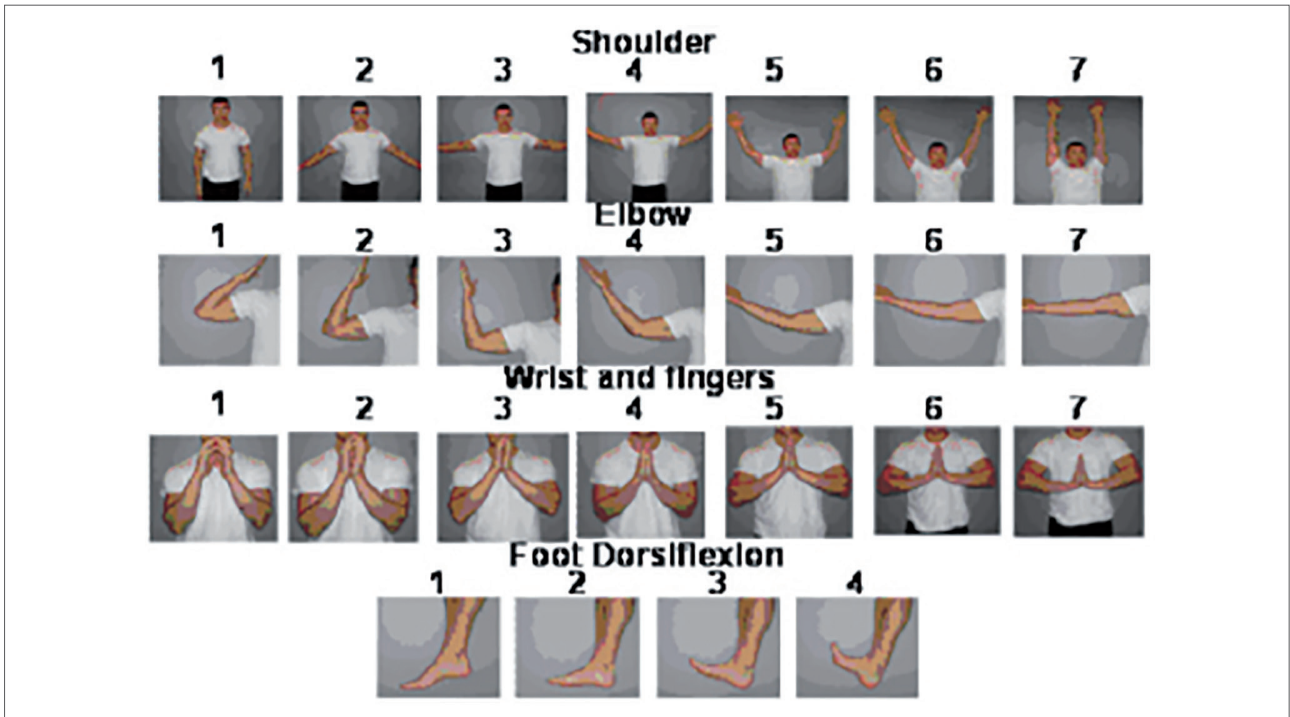 Shoulder
1 2 3 4 5 6 7
Elbow
1 2 3 4 5 6 7
Wrist and fingers
1 2 3 4 5 6 7
Foot Dorsiflexion
1 2 3 4